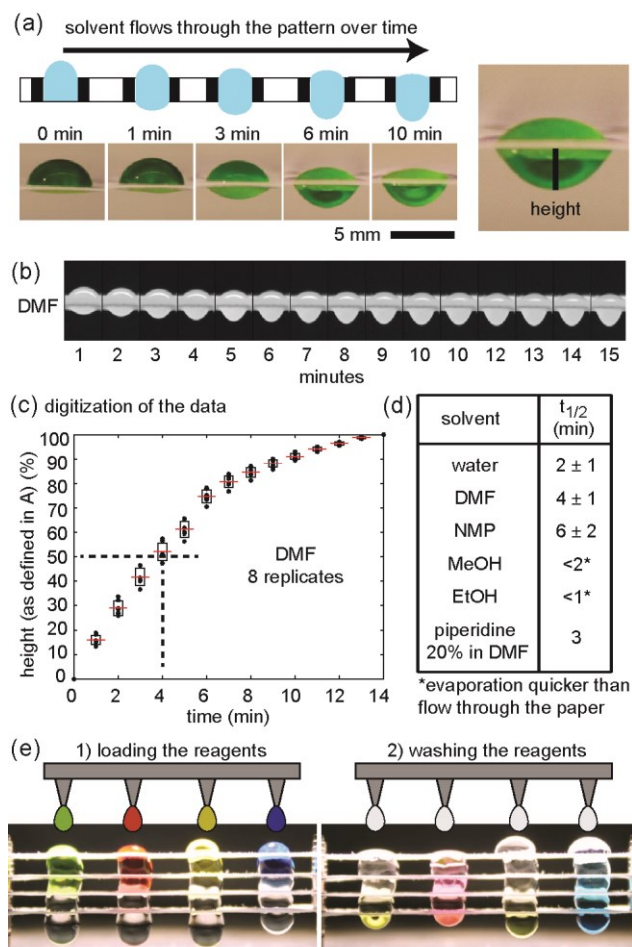 (a)
solvent flows through the pattern over time
0 min 1 min 3 min 6 min 10 min
height
5 mm
(b)
DMF
1 2 3 4 5 6 7 8 9 10 10 12 13 14 15
minutes
(c) digitization of the data
height (as defined in A) (%)
100
90
80
70
60
50
40
30
20
10
0
DMF
8 replicates
0 2 4 6 8 10 12 14
time (min)
(d)
solvent t1/2 (min)
water 2 ± 1
DMF 4 ± 1
NMP 6 ± 2
MeOH <2*
EtOH <1*
piperidine
20% in DMF 3
*evaporation quicker than
flow through the paper
(e)
1) loading the reagents 2) washing the reagents